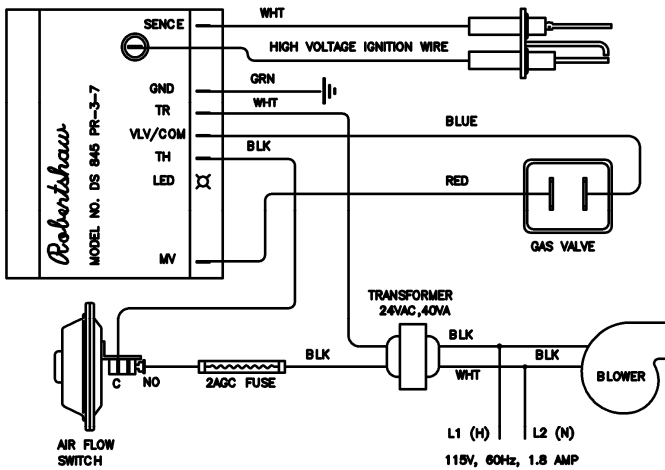 SENCE
WHT
HIGH VOLTAGE IGNITION WIRE
GND
GRN
TR
WHT
VLV/COM
BLUE
TH
BLK
LED
RED
MV
Robertshaw
MODEL NO. DS 845 PR-3-7
GAS VALVE
TRANSFORMER
24VAC,40VA
BLK
BLK
BLK
WHT
BLOWER
C
NO
2AGC FUSE
AIR FLOW
SWITCH
L1 (H)
L2 (N)
115V, 60Hz, 1.8 AMP